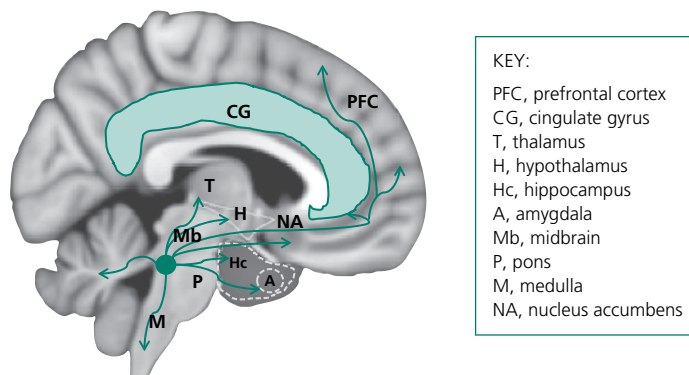 PFC
CG
T
H
NA
Mb
Hc
P
A
M
KEY:
PFC, prefrontal cortex
CG, cingulate gyrus
T, thalamus
H, hypothalamus
Hc, hippocampus
A, amygdala
Mb, midbrain
P, pons
M, medulla
NA, nucleus accumbens